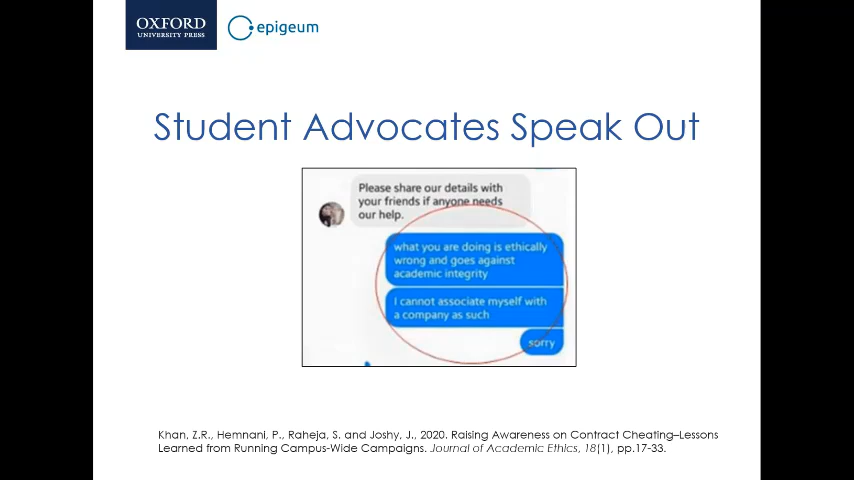 OXFORD
UNIVERSITY PRESS
epigeum
Student Advocates Speak Out
Please share our details with
your friends if anyone needs
our help.
what you are doing is ethically
wrong and goes against
academic integrity
I cannot associate myself with
a company as such
sorry
Khan, Z.R., Hemnani, P., Raheja, S. and Joshy, J., 2020. Raising Awareness on Contract Cheating–Lessons
Learned from Running Campus-Wide Campaigns. Journal of Academic Ethics, 18(1), pp.17-33.